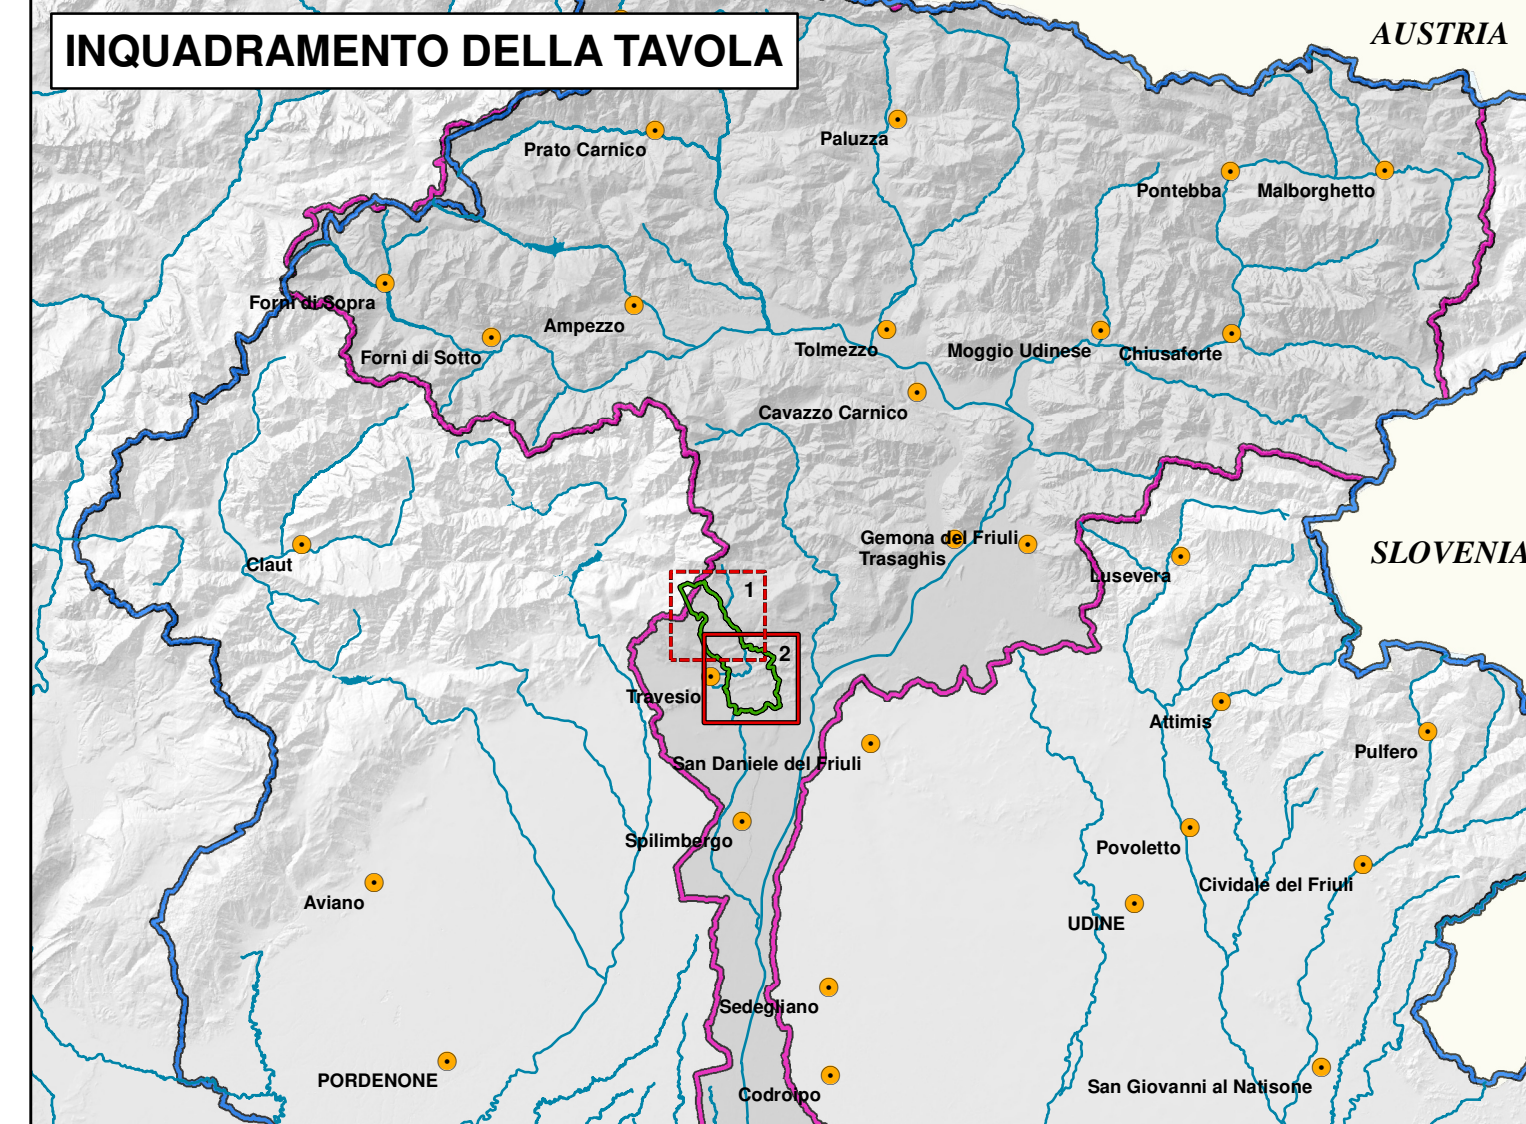 INQUADRAMENTO DELLA TAVOLA
AUSTRIA
Prato Carnico
Paluzza
Pontebba
Malborghetto
Forni di Sopra
Ampezzo
Forni di Sotto
Tolmezzo
Moggio Udinese
Chiusaforte
Cavazzo Carnico
Gemona del Friuli
Trasaghis
SLOVENIA
Claut
Lusevera
1
2
Travesio
Attimis
Pulfero
San Daniele del Friuli
Spilimbergo
Povoletto
Cividale del Friuli
Aviano
UDINE
Sedegliano
PORDENONE
Codroipo
San Giovanni al Natisone